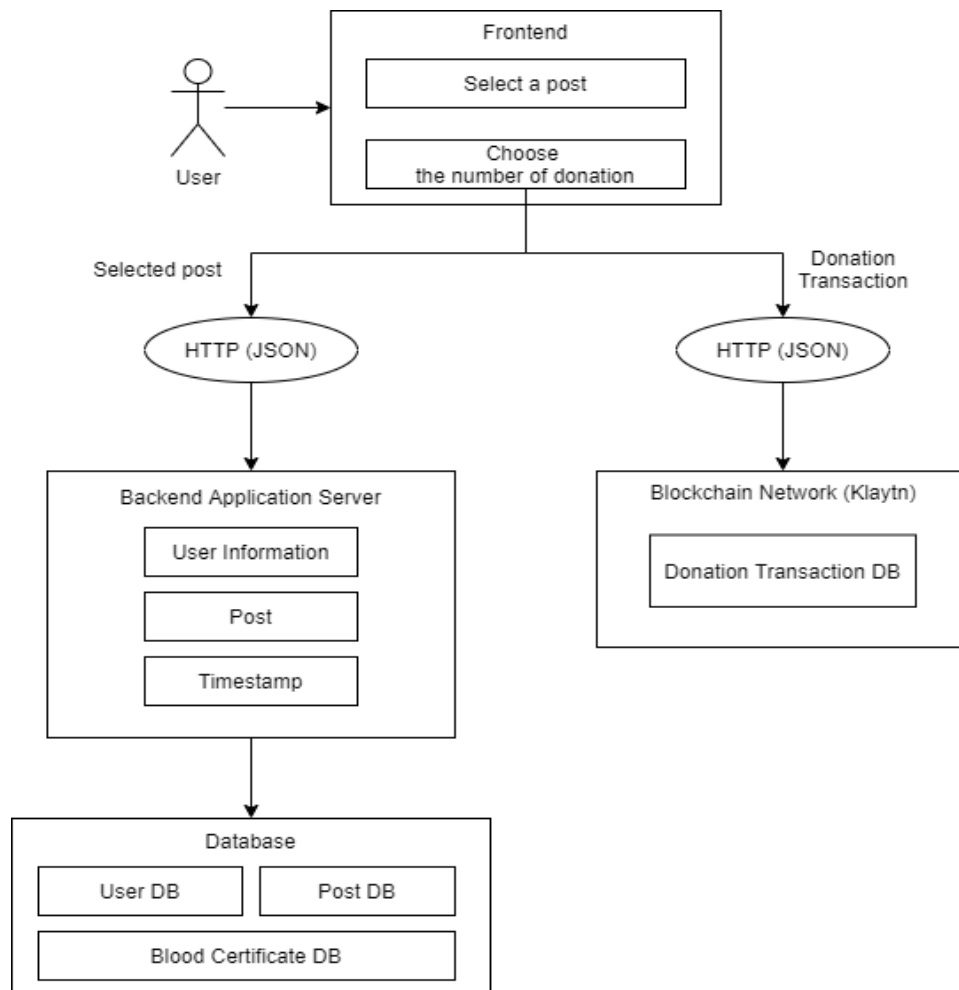 Frontend
Select a post
Choose
the number of donation
User
Selected post
Donation
Transaction
HTTP (JSON)
HTTP (JSON)
Backend Application Server
User Information
Post
Timestamp
Blockchain Network (Klaytn)
Donation Transaction DB
Database
User DB
Post DB
Blood Certificate DB